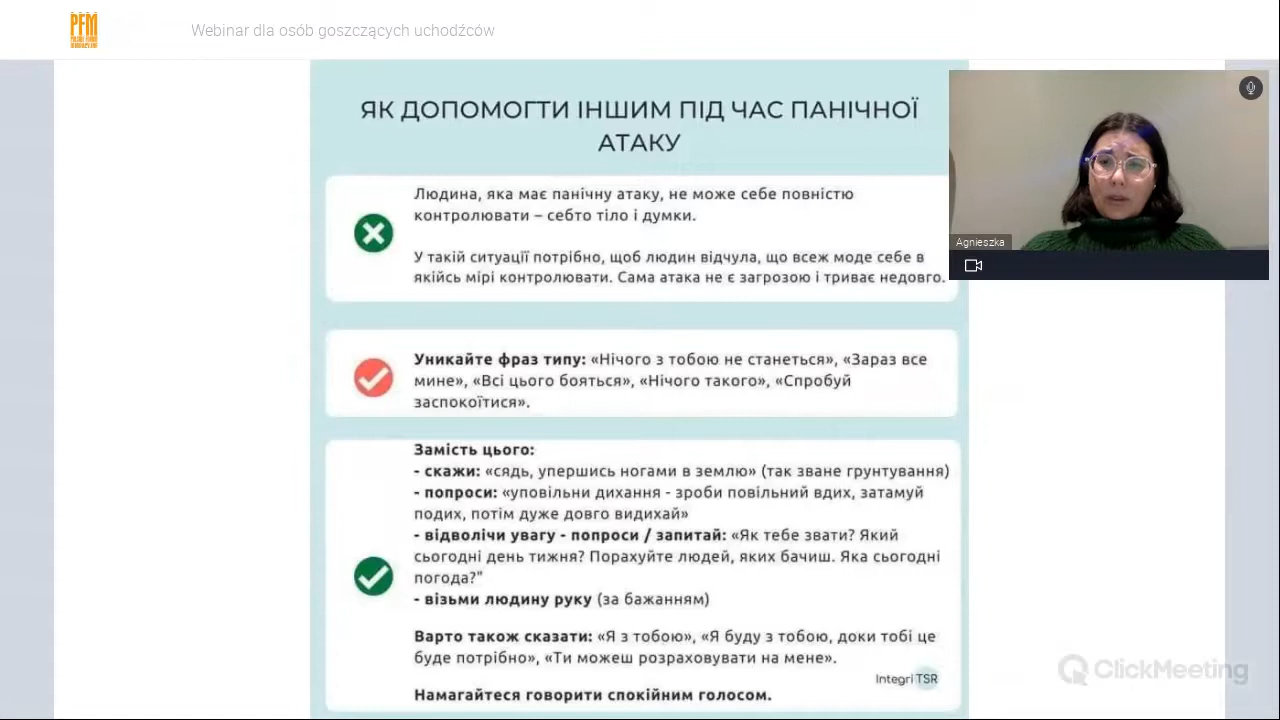 PFM
Webinar dla osób goszczących uchodźców
ЯК ДОПОМОГТИ ІНШИМ ПІД ЧАС ПАНІЧНОЇ
АТАКУ
Людина, яка має панічну атаку, не може себе повністю
контролювати – себто тіло і думки.
У такій ситуації потрібно, щоб людин відчула, що всеж моде себе в
якійсь мірі контролювати. Сама атака не є загрозою і триває недовго.
Уникайте фраз типу: «Нічого з тобою не станеться», «Зараз все
мине», «Всі цього бояться», «Нічого такого», «Спробуй
заспокоїтися».
Замість цього:
- скажи: «сядь, упершись ногами в землю» (так зване грунтування)
- попроси: «уповільни дихання - зроби повільний вдих, затамуй
подих, потім дуже довго видихай»
- відволічи увагу - попроси / запитай: «Як тебе звати? Який
сьогодні день тижня? Порахуйте людей, яких бачиш. Яка сьогодні
погода?"
- візьми людину руку (за бажанням)
Варто також сказати: «Я з тобою», «Я буду з тобою, доки тобі це
буде потрібно», «Ти можеш розраховувати на мене».
Намагайтеся говорити спокійним голосом.
Integri TSR
Agnieszka
ClickMeeting